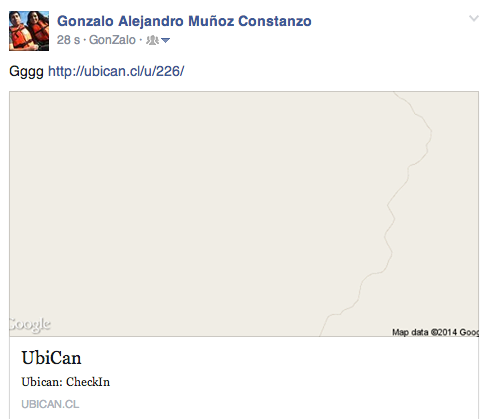 Gonzalo Alejandro Muñoz Constanzo
28 s · GonZalo ·
Gggg http://ubican.cl/u/226/
Google
Map data ©2014 Goog
UbiCan
Ubican: CheckIn
UBICAN.CL